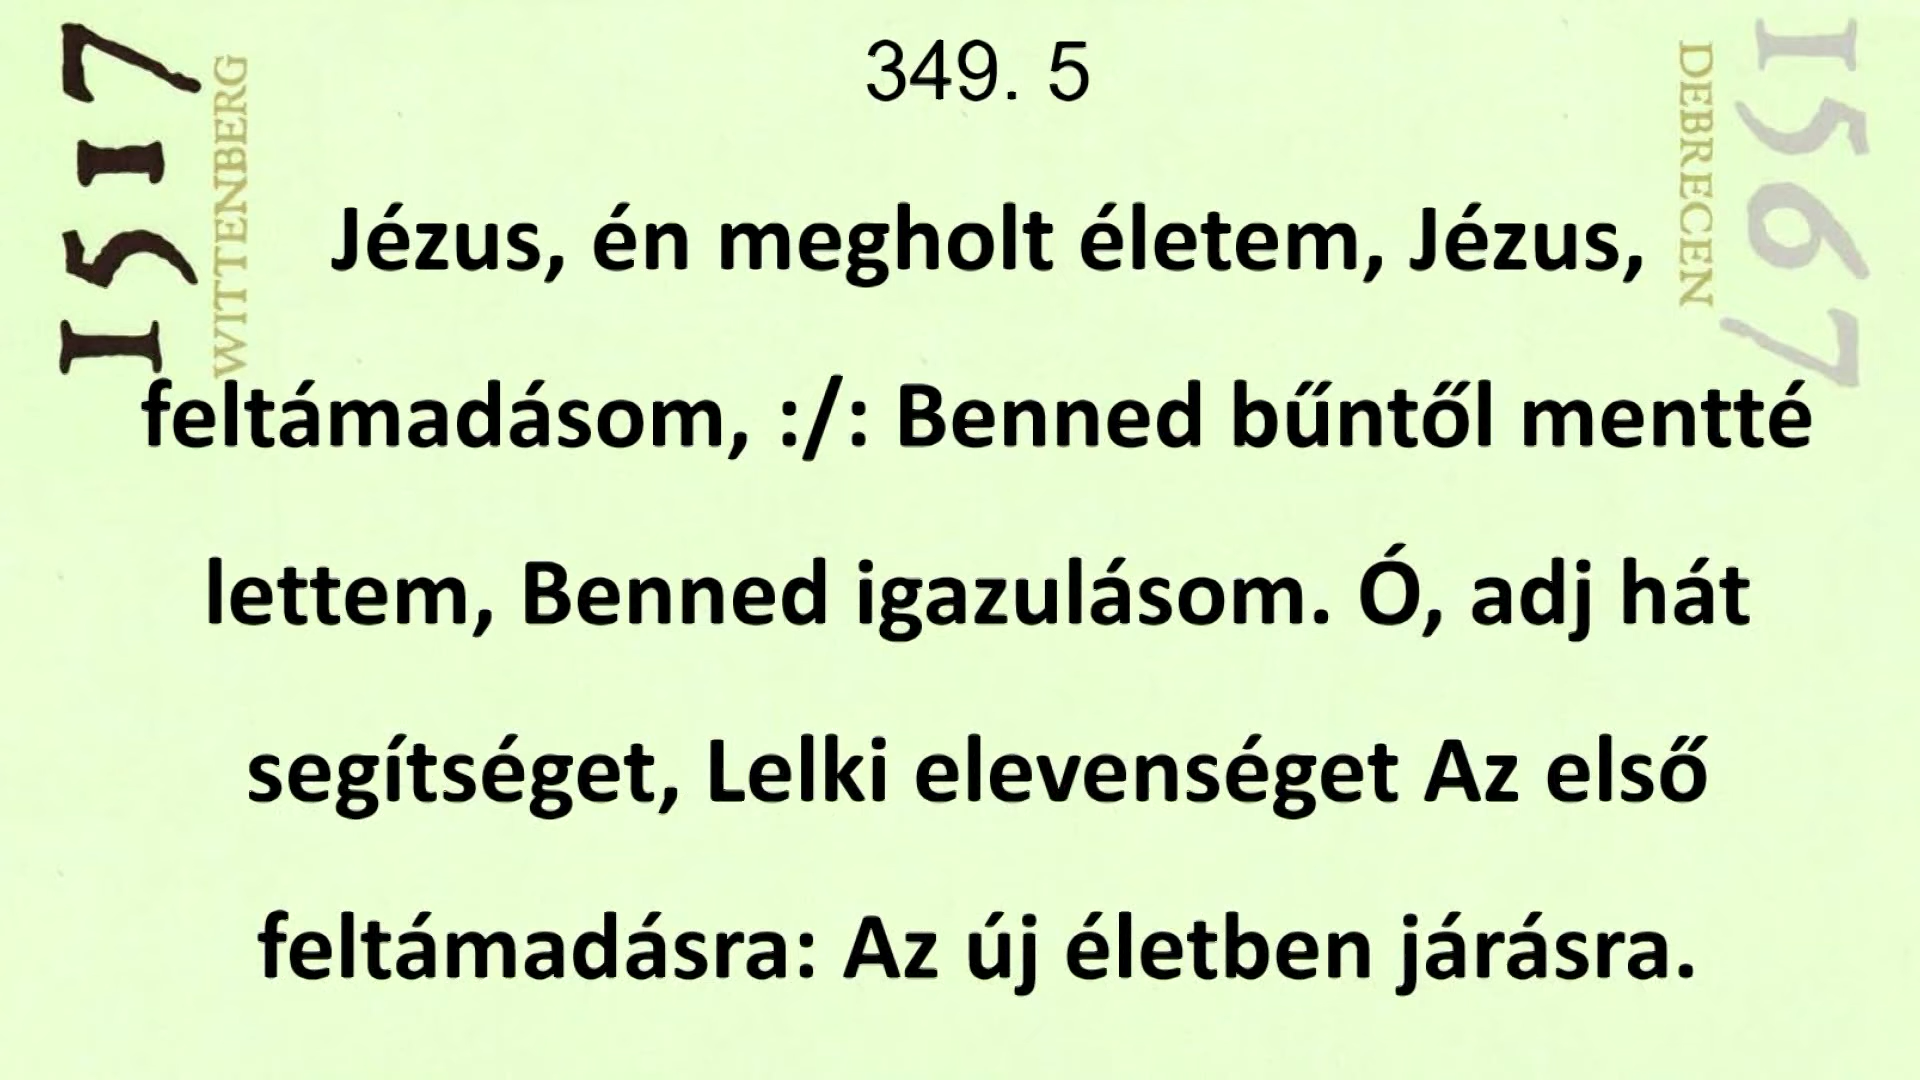 349. 5
1517
WITTENBERG
1567
DEBRECEN
Jézus, én megholt életem, Jézus,
feltámadásom, :/: Benned bűntől mentté
lettem, Benned igazulásom. Ó, adj hát
segítséget, Lelki elevenséget Az első
feltámadásra: Az új életben járásra.